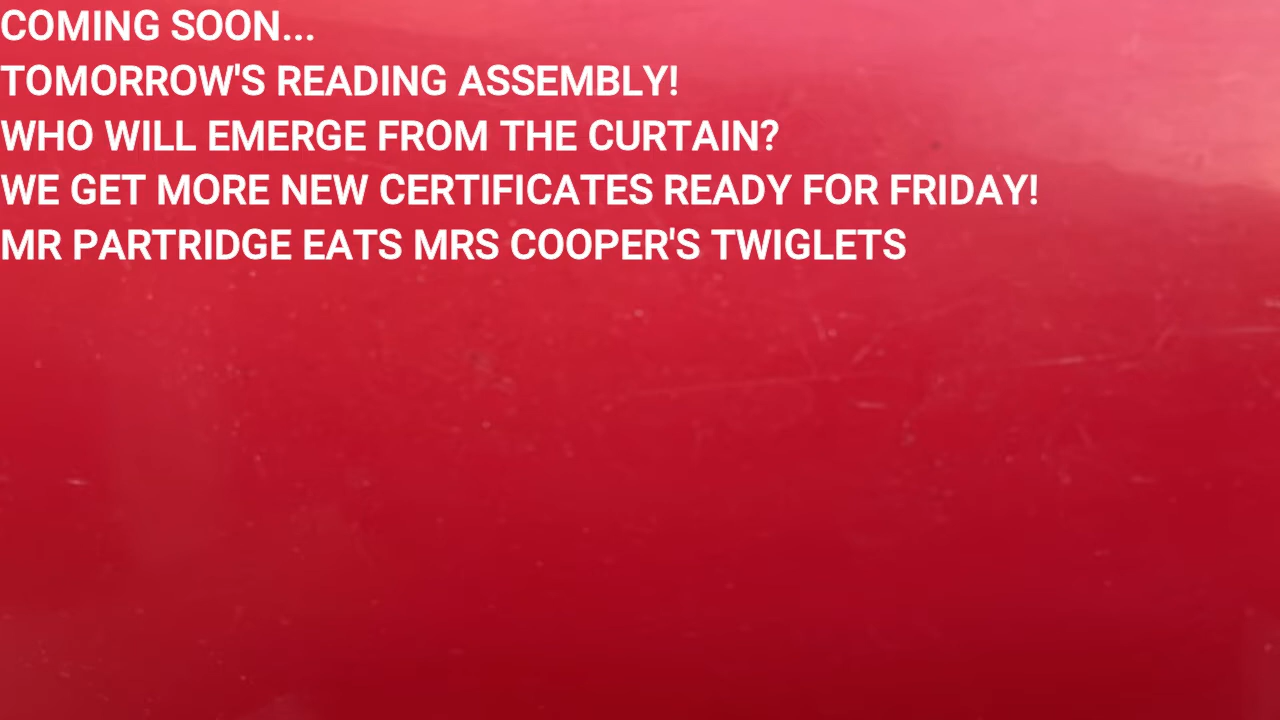 COMING SOON...
TOMORROW'S READING ASSEMBLY!
WHO WILL EMERGE FROM THE CURTAIN?
WE GET MORE NEW CERTIFICATES READY FOR FRIDAY!
MR PARTRIDGE EATS MRS COOPER'S TWIGLETS